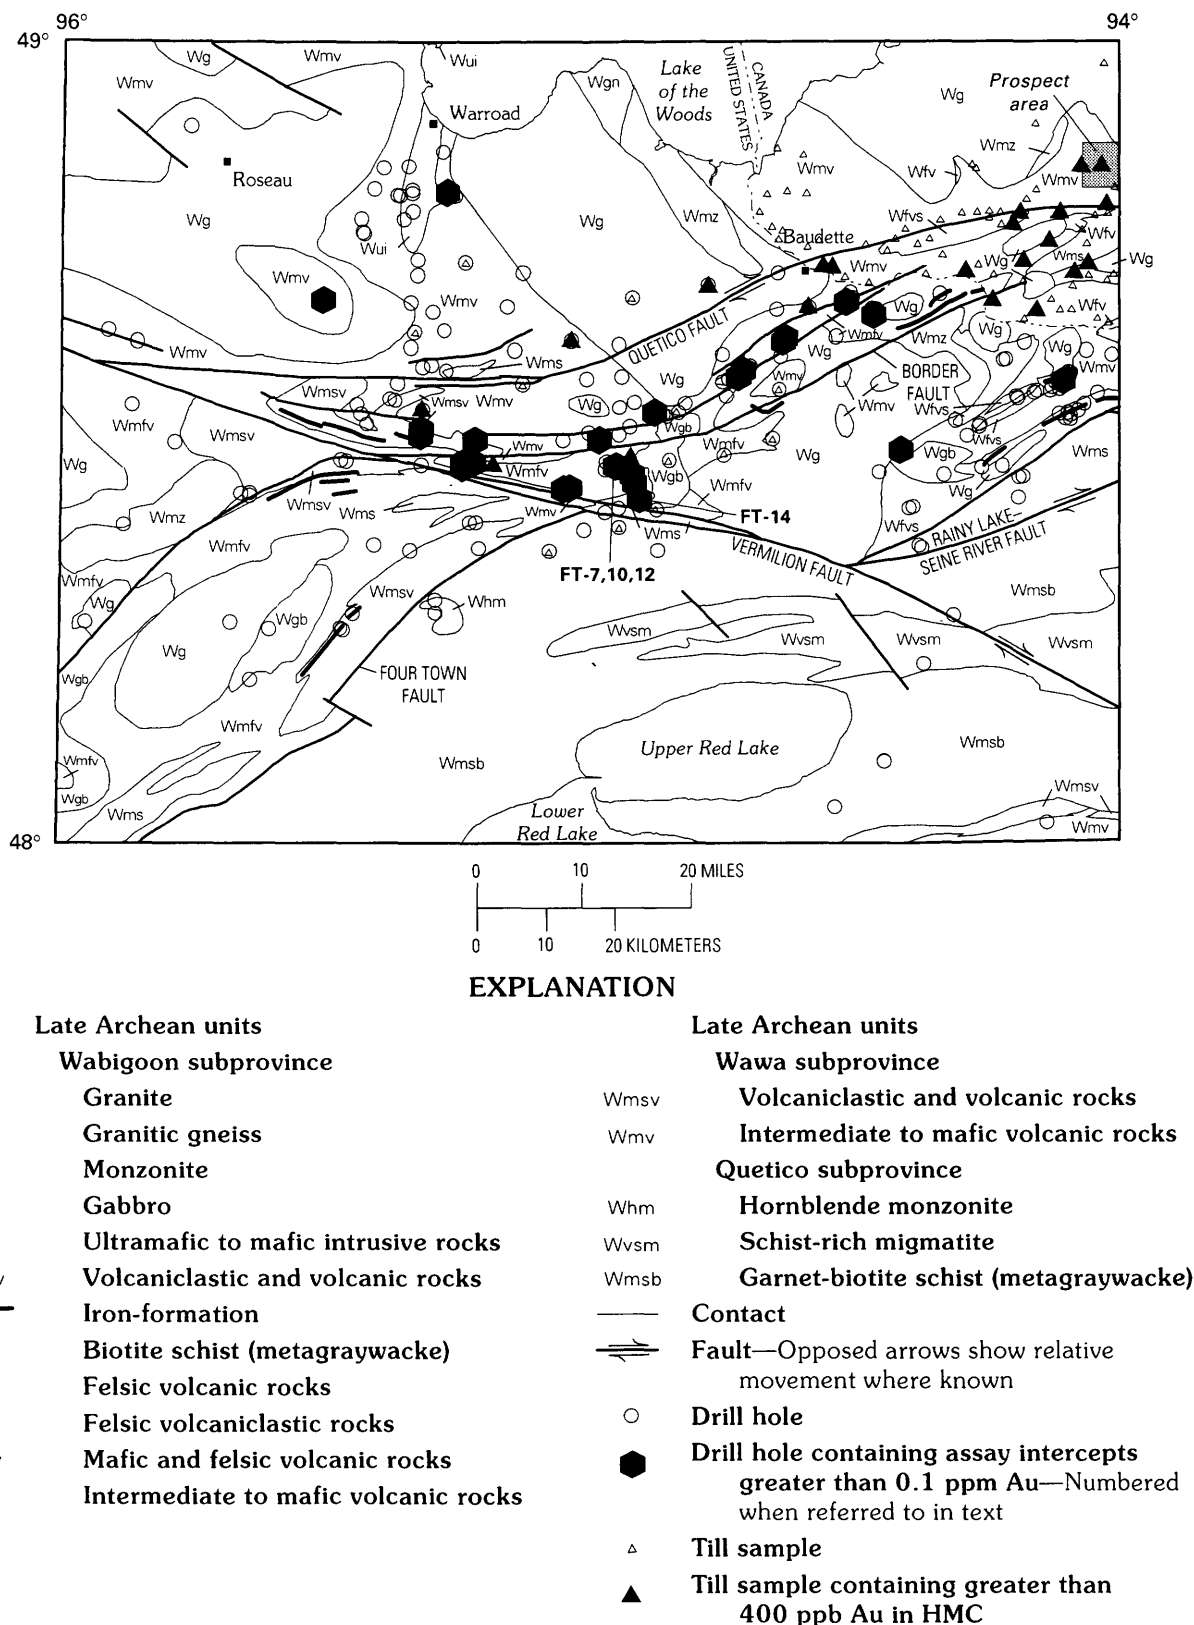 96°
94°
49°
Wg
Wmv
Wui
Wmv
Wgn
Lake
of the
Woods
CANADA
UNITED STATES
Wg
Prospect
area
Warroad
Wmz
Roseau
Wmv
Wfv
Wmv
Wg
Wg
Wmz
Wfvs
Wui
Baudette
Wfv
Wms
Wg
Wg
Wmv
Wmv
Wmv
Wfv
QUETICO FAULT
Wg
Wg
Wmfv
Wmz
Wg
Wg
Wmv
Wms
Wg
Wmv
BORDER
FAULT
Wmv
Wmsv
Wmsv
Wmv
Wg
Wmv
Wfvs
Wmfv
Wmsv
Wgb
Wfvs
Wmv
Wmfv
Wg
Wgb
Wms
Wg
Wmfv
Wgb
Wmfv
Wg
Wmsv
Wms
Wmv
Wmz
FT-14
Wfvs
RAINY LAKE–
SEINE RIVER FAULT
Wms
Wmfv
VERMILION FAULT
FT-7,10,12
Wmfv
Wmsv
Wmsb
Wg
Whm
Wgb
Wvsm
Wvsm
Wvsm
Wvsm
Wg
FOUR TOWN
FAULT
Wgb
Wmfv
Upper Red Lake
Wmsb
Wmfv
Wmsb
Wmsv
Wgb
Wms
Lower
Red Lake
Wmv
48°
0 10 20 MILES
0 10 20 KILOMETERS
EXPLANATION
Late Archean units
Wabigoon subprovince
Granite
Granitic gneiss
Monzonite
Gabbro
Ultramafic to mafic intrusive rocks
Volcaniclastic and volcanic rocks
Iron-formation
Biotite schist (metagraywacke)
Felsic volcanic rocks
Felsic volcaniclastic rocks
Mafic and felsic volcanic rocks
Intermediate to mafic volcanic rocks
Late Archean units
Wawa subprovince
Wmsv Volcaniclastic and volcanic rocks
Wmv Intermediate to mafic volcanic rocks
Quetico subprovince
Whm Hornblende monzonite
Wvsm Schist-rich migmatite
Wmsb Garnet-biotite schist (metagraywacke)
Contact
Fault—Opposed arrows show relative
movement where known
Drill hole
Drill hole containing assay intercepts
greater than 0.1 ppm Au—Numbered
when referred to in text
Till sample
Till sample containing greater than
400 ppb Au in HMC